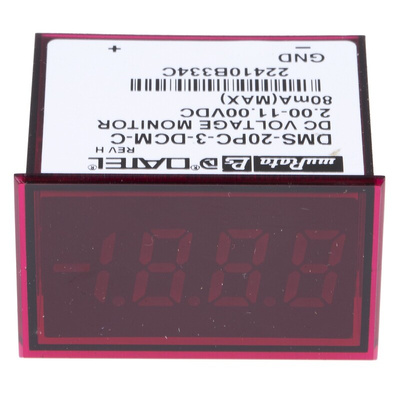 muRata Ps DATEL®
REV H
DMS-20PC-3-DCM-C
DC VOLTAGE MONITOR
2.00-11.00VDC
80mA(MAX)
22410B334C
GND
− +
-1.8.8.8